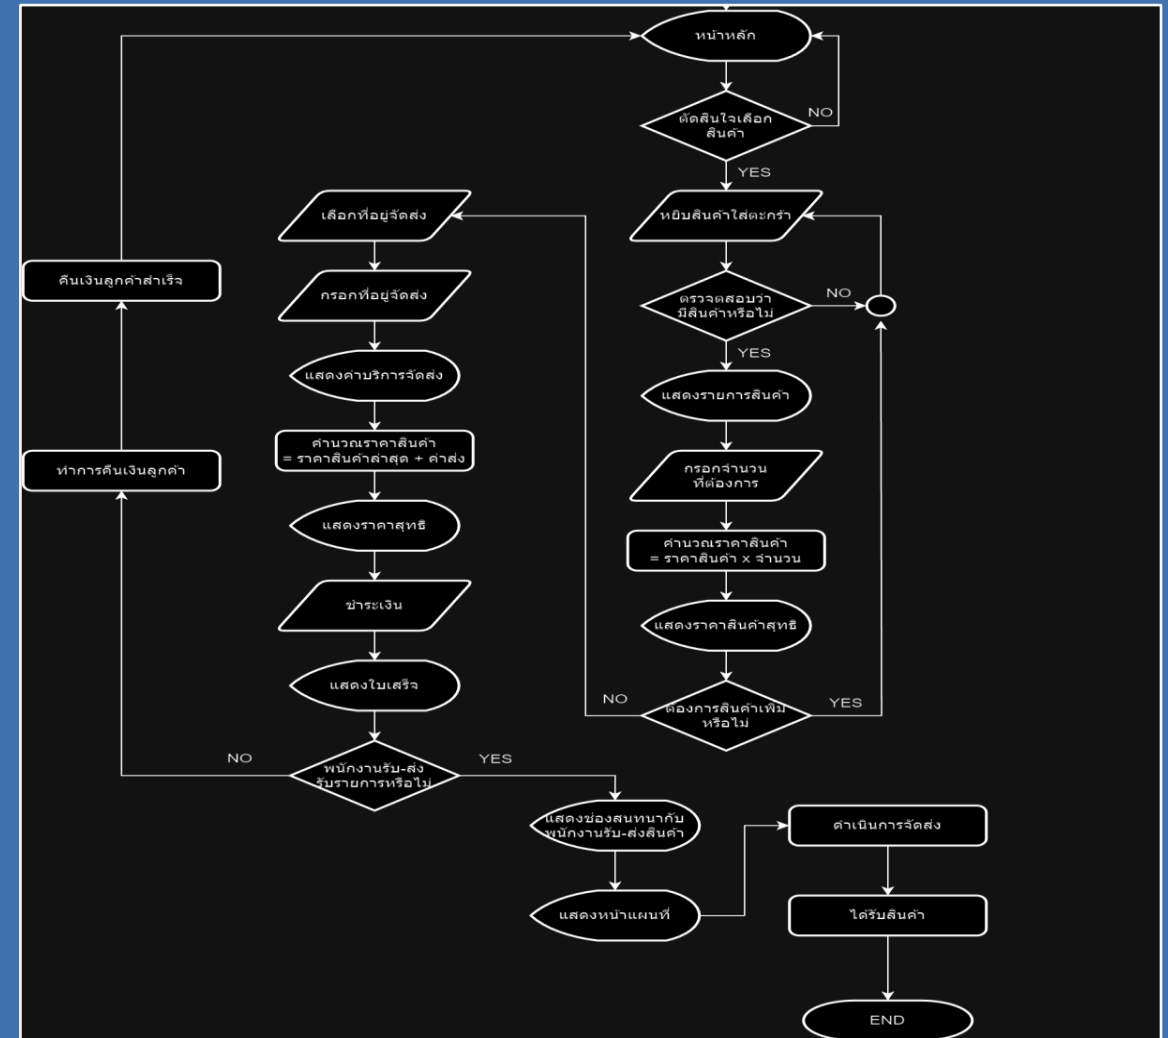 หน้าหลัก
ตัดสินใจเลือก
สินค้า
NO
YES
หยิบสินค้าใส่ตะกร้า
ตรวจตสอบว่า
มีสินค้าหรือไม่
NO
YES
แสดงรายการสินค้า
กรอกจำนวน
ที่ต้องการ
คำนวณราคาสินค้า
= ราคาสินค้า x จำนวน
แสดงราคาสินค้าสุทธิ
ต้องการสินค้าเพิ่ม
หรือไม่
NO
YES
เลือกที่อยู่จัดส่ง
กรอกที่อยู่จัดส่ง
แสดงค่าบริการจัดส่ง
คำนวณราคาสินค้า
= ราคาสินค้าล่าสุด + ค่าส่ง
แสดงราคาสุทธิ
ชำระเงิน
แสดงใบเสร็จ
พนักงานรับ-ส่ง
รับรายการหรือไม่
NO
YES
ทำการคืนเงินลูกค้า
คืนเงินลูกค้าสำเร็จ
แสดงช่องสนทนากับ
พนักงานรับ-ส่งสินค้า
แสดงหน้าแผนที่
ดำเนินการจัดส่ง
ได้รับสินค้า
END